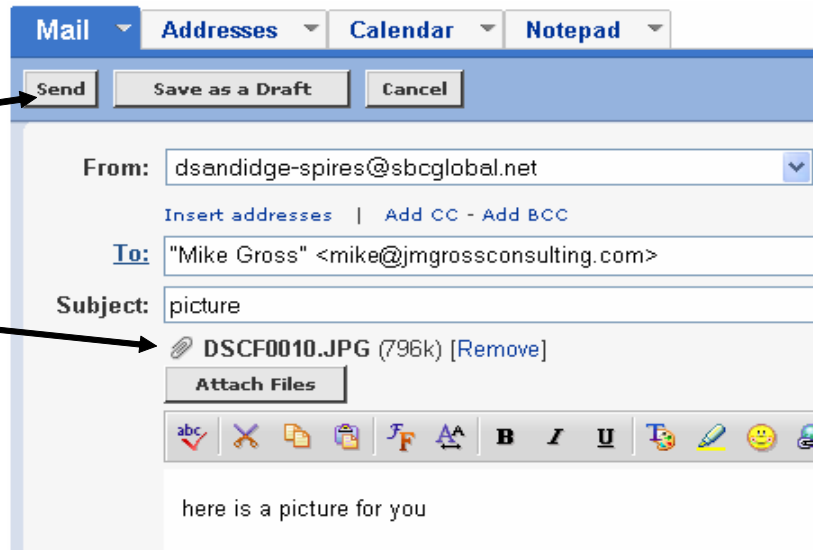 Mail Addresses Calendar Notepad
Send Save as a Draft Cancel
From: dsandidge-spires@sbcglobal.net
Insert addresses | Add CC - Add BCC
To: "Mike Gross" <mike@jmgrossconsulting.com>
Subject: picture
DSCF0010.JPG (796k) [Remove]
Attach Files
abc F F A A B I U T
here is a picture for you